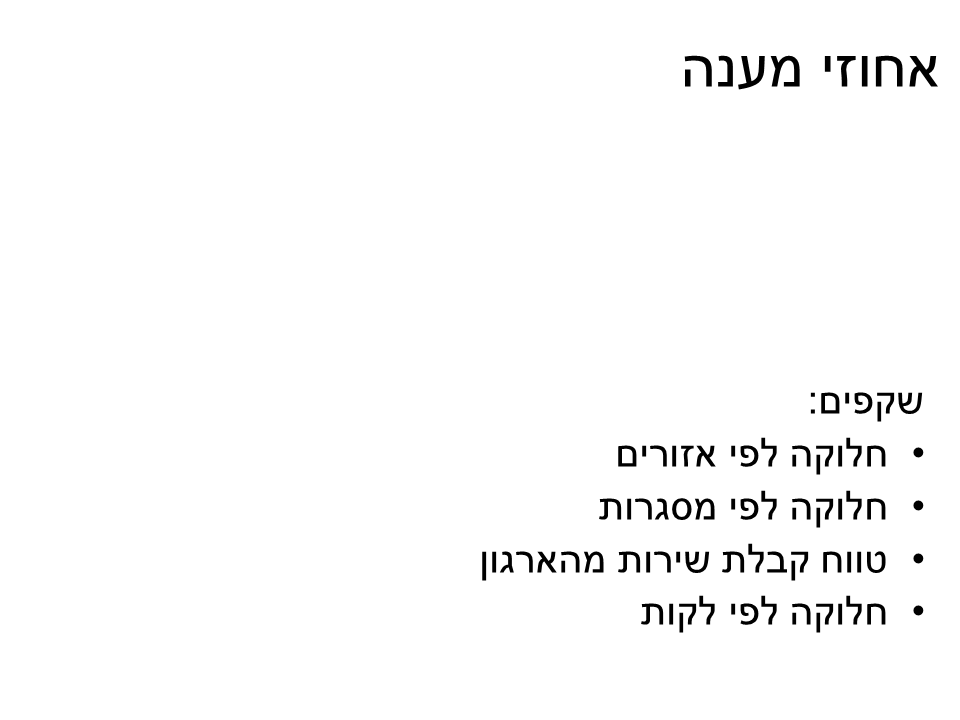 אחוזי מענה
שקפים:
• חלוקה לפי אזורים
• חלוקה לפי מסגרות
• טווח קבלת שירות מהארגון
• חלוקה לפי לקות